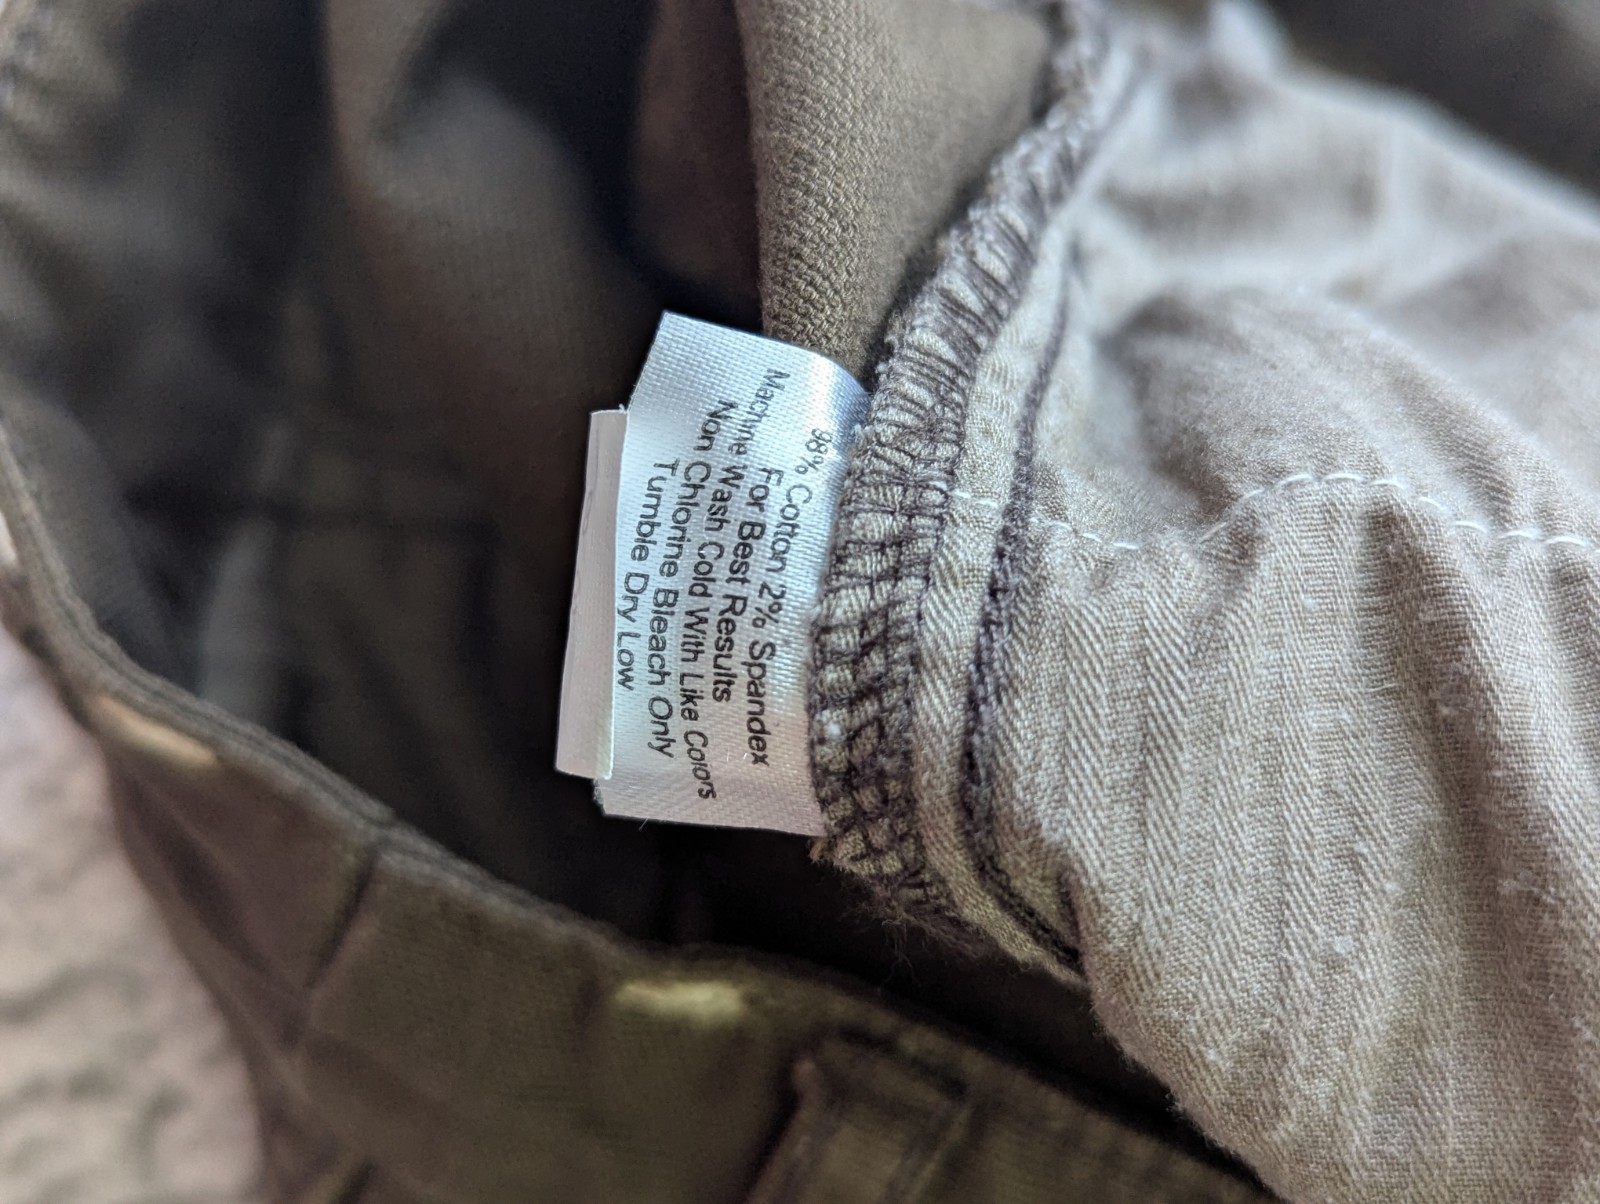 98% Cotton 2% Spandex
For Best Results
Machine Wash Cold With Like Colors
Non Chlorine Bleach Only
Tumble Dry Low